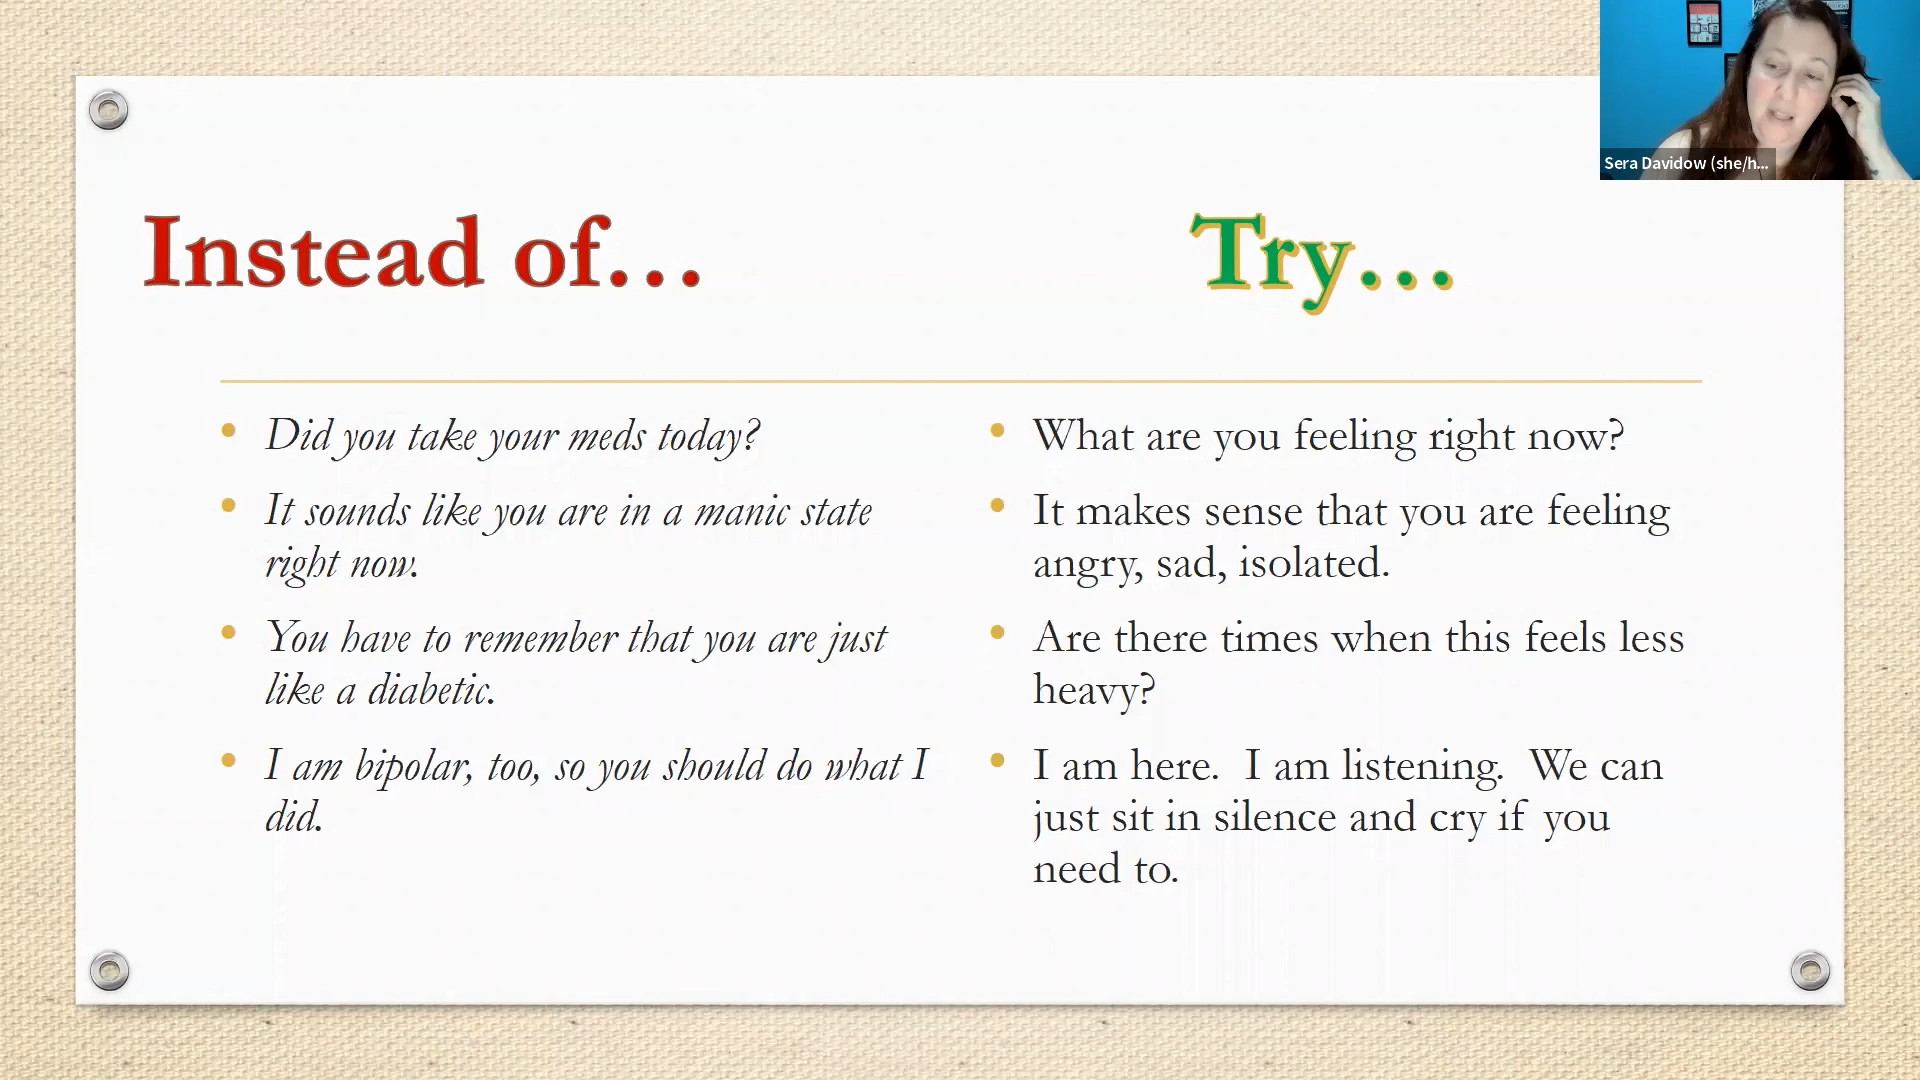 Sera Davidow (she/h...
Instead of...
Try...
• Did you take your meds today?
• It sounds like you are in a manic state
right now.
• You have to remember that you are just
like a diabetic.
• I am bipolar, too, so you should do what I
did.
• What are you feeling right now?
• It makes sense that you are feeling
angry, sad, isolated.
• Are there times when this feels less
heavy?
• I am here.  I am listening.  We can
just sit in silence and cry if you
need to.